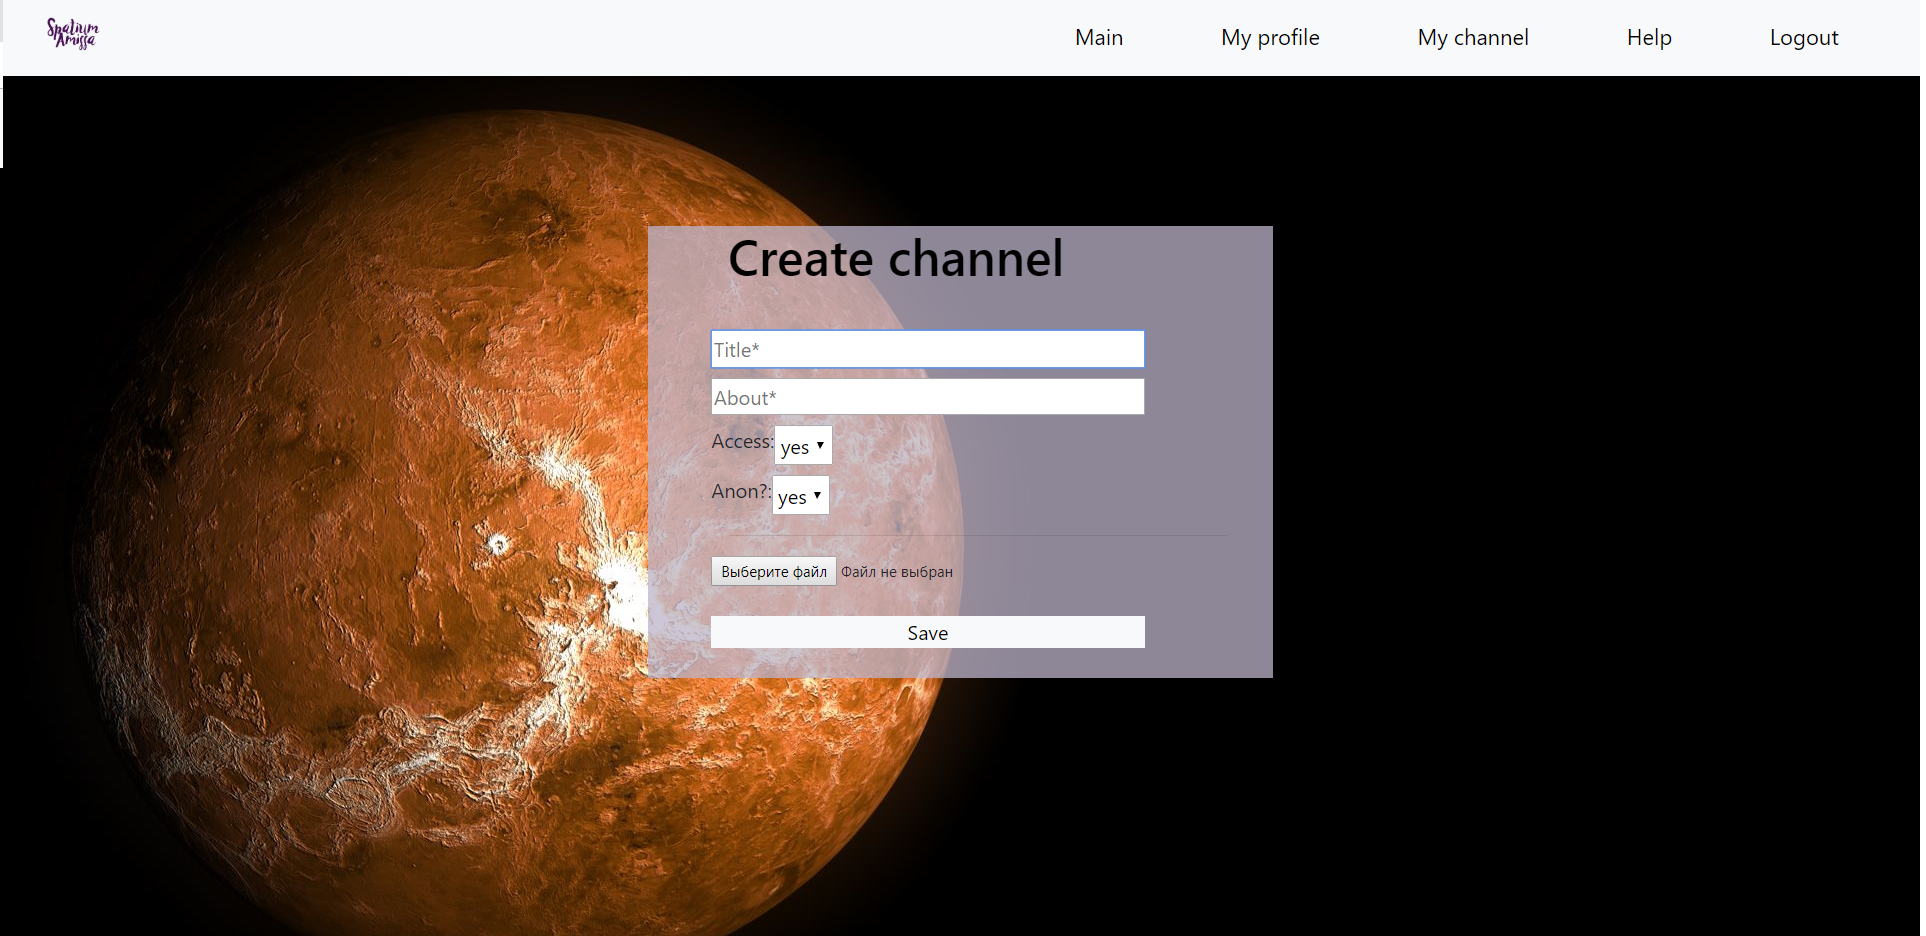 Spatium
Amissa
Main My profile My channel Help Logout
Create channel
Title*
About*
Access: yes
Anon?: yes
Выберите файл Файл не выбран
Save